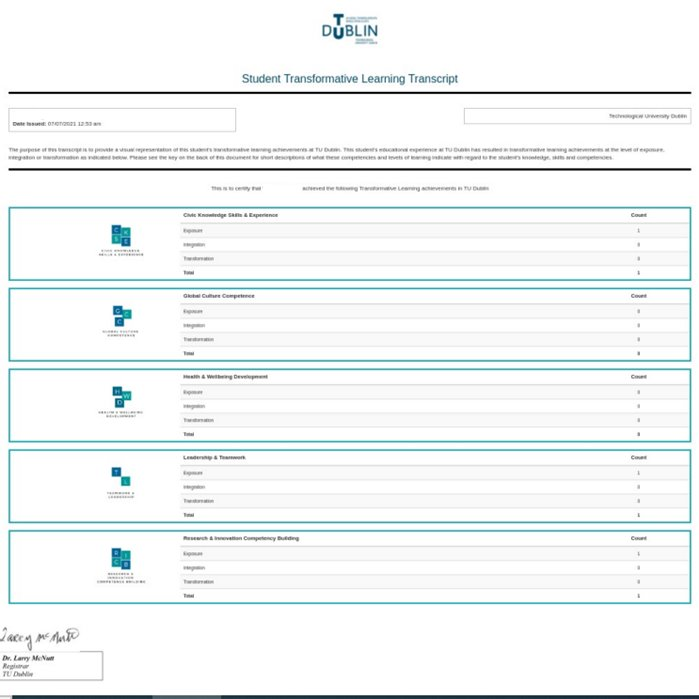 TU DUBLIN
Student Transformative Learning Transcript
Date Issued: 07/07/2021 12:53 am
Technological University Dublin
The purpose of this transcript is to provide a visual representation of this student's transformative learning achievements at TU Dublin. This student's educational experience at TU Dublin has resulted in transformative learning achievements at the level of exposure,
integration or transformation as indicated below. Please see the key on the back of this document for short descriptions of what these competencies and levels of learning indicate with regard to the student's knowledge, skills and competencies.
This is to certify that achieved the following Transformative Learning achievements in TU Dublin
C K
S E
CIVIC KNOWLEDGE
SKILLS & EXPERIENCE
Civic Knowledge Skills & Experience Count
Exposure 1
Integration 0
Transformation 0
Total 1
G C
C
GLOBAL CULTURE
COMPETENCE
Global Culture Competence Count
Exposure 0
Integration 0
Transformation 0
Total 0
H W
D
HEALTH & WELLBEING
DEVELOPMENT
Health & Wellbeing Development Count
Exposure 0
Integration 0
Transformation 0
Total 0
T
L
TEAMWORK &
LEADERSHIP
Leadership & Teamwork Count
Exposure 1
Integration 0
Transformation 0
Total 1
R I
C B
RESEARCH &
INNOVATION
COMPETENCE BUILDING
Research & Innovation Competency Building Count
Exposure 1
Integration 0
Transformation 0
Total 1
Larry McNutt
Dr. Larry McNutt
Registrar
TU Dublin